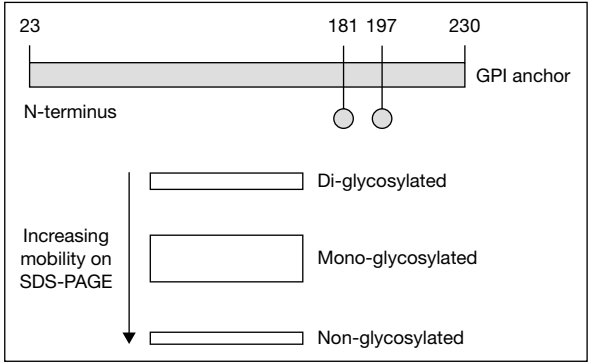 23 181 197 230
GPI anchor
N-terminus
Di-glycosylated
Increasing
mobility on
SDS-PAGE
Mono-glycosylated
Non-glycosylated